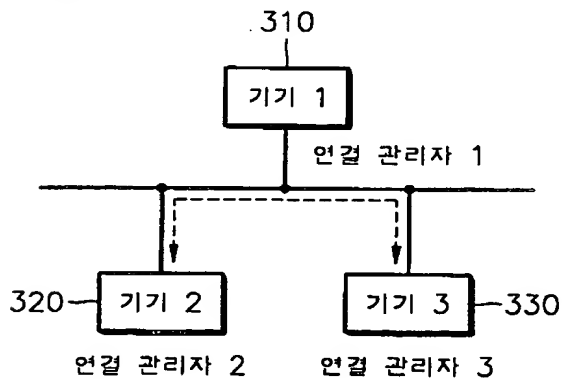 310
기기 1
연결 관리자 1
320
기기 2
기기 3
330
연결 관리자 2
연결 관리자 3